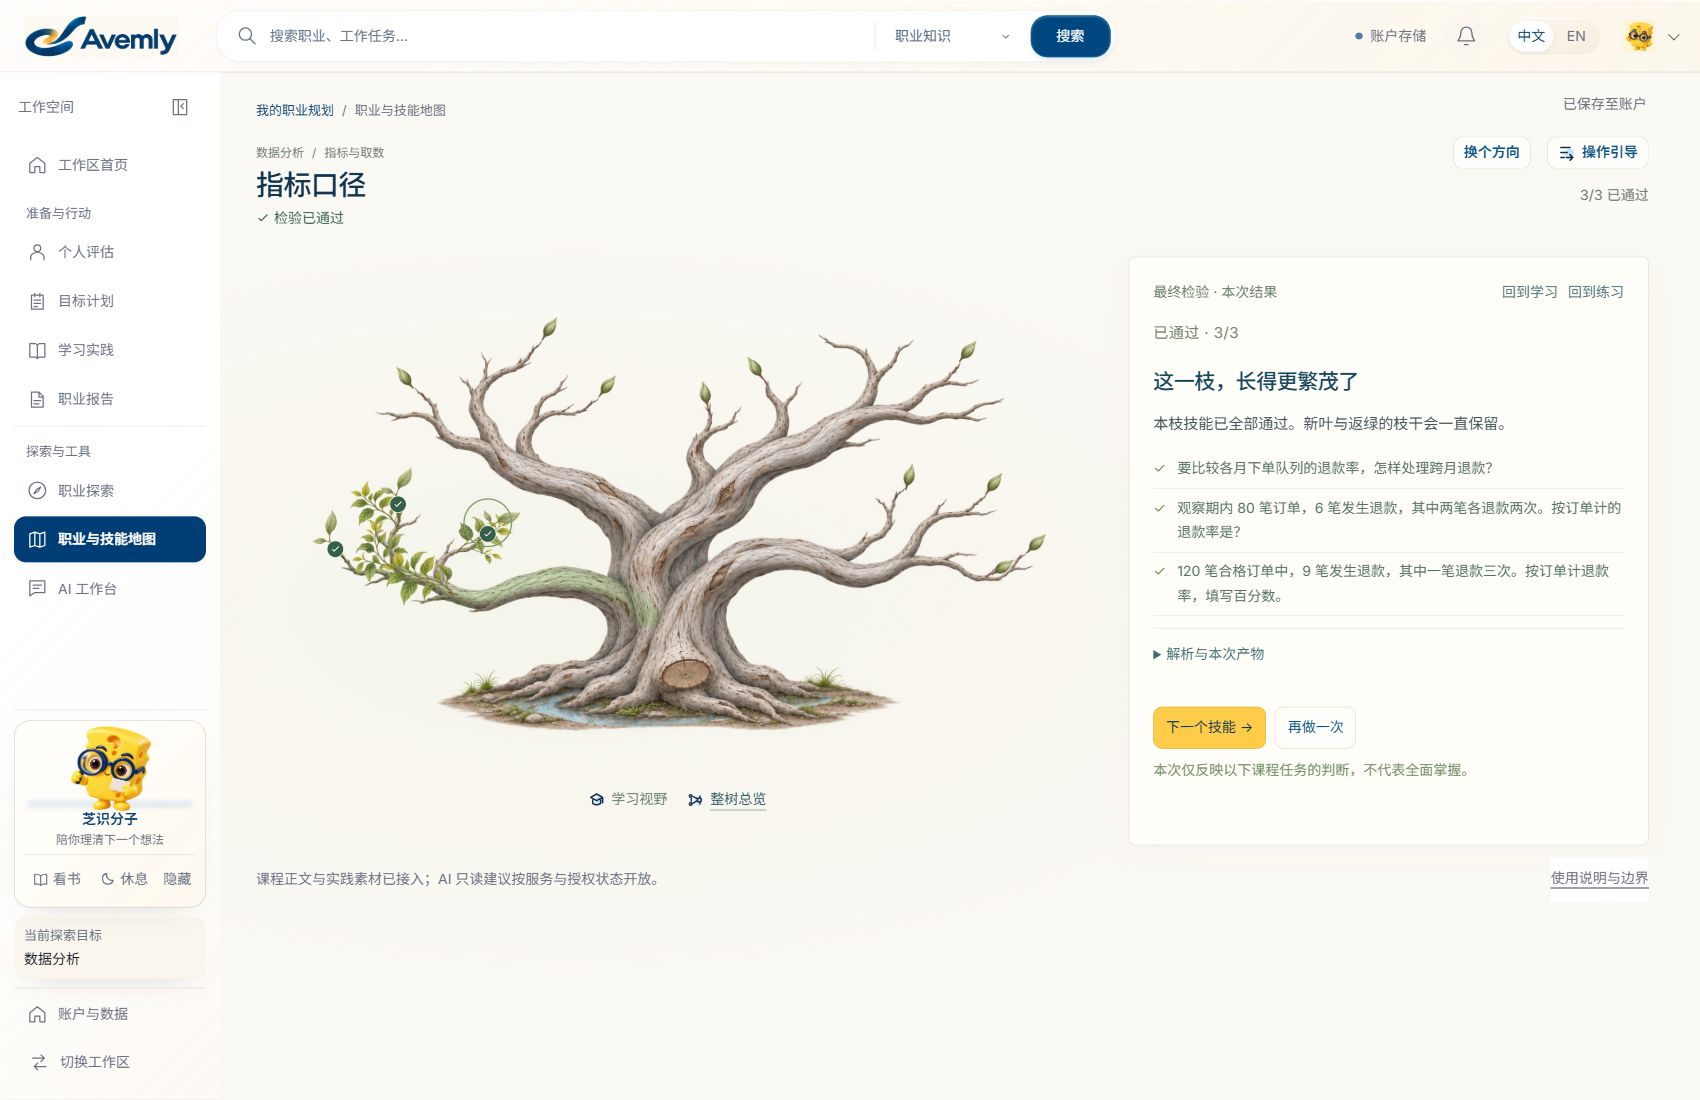 Avemly
搜索职业、工作任务...
职业知识
搜索
账户存储
中文
EN
工作空间
工作区首页
准备与行动
个人评估
目标计划
学习实践
职业报告
探索与工具
职业探索
职业与技能地图
AI 工作台
芝识分子
陪你理清下一个想法
看书
休息
隐藏
当前探索目标
数据分析
账户与数据
切换工作区
我的职业规划 / 职业与技能地图
已保存至账户
数据分析 / 指标与取数
指标口径
检验已通过
换个方向
操作引导
3/3 已通过
学习视野
整树总览
最终检验 · 本次结果
回到学习
回到练习
已通过 · 3/3
这一枝，长得更繁茂了
本枝技能已全部通过。新叶与返绿的枝干会一直保留。
要比较各月下单队列的退款率，怎样处理跨月退款？
观察期内 80 笔订单，6 笔发生退款，其中两笔各退款两次。按订单计的
退款率是？
120 笔合格订单中，9 笔发生退款，其中一笔退款三次。按订单计退款
率，填写百分数。
解析与本次产物
下一个技能 →
再做一次
本次仅反映以下课程任务的判断，不代表全面掌握。
课程正文与实践素材已接入；AI 只读建议按服务与授权状态开放。
使用说明与边界